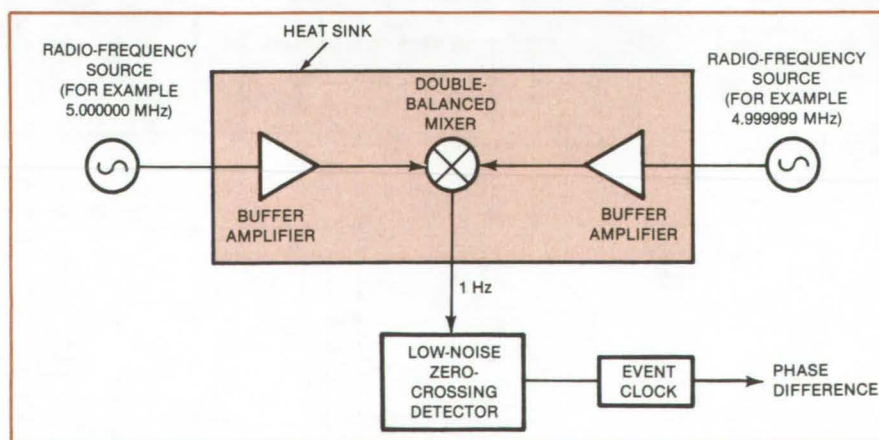 HEAT SINK
RADIO-FREQUENCY
SOURCE
(FOR EXAMPLE
5.000000 MHz)
DOUBLE-
BALANCED
MIXER
RADIO-FREQUENCY
SOURCE
(FOR EXAMPLE
4.999999 MHz)
BUFFER
AMPLIFIER
BUFFER
AMPLIFIER
1 Hz
LOW-NOISE
ZERO-
CROSSING
DETECTOR
EVENT
CLOCK
PHASE
DIFFERENCE